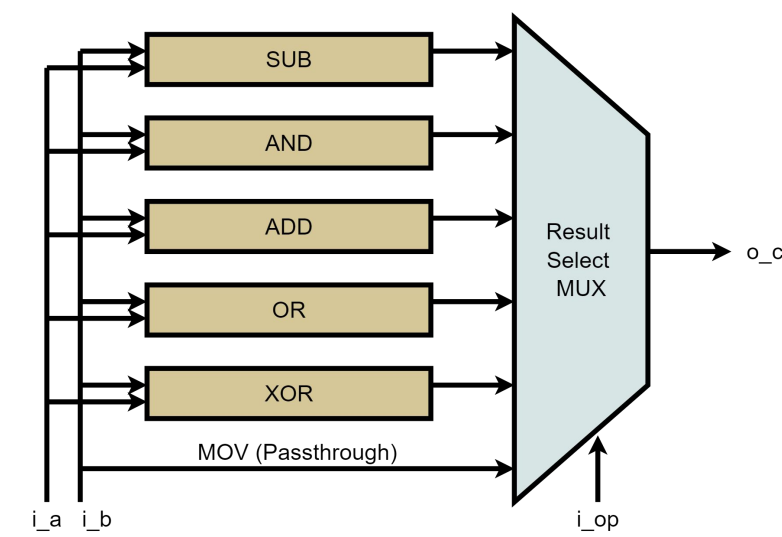 SUB
AND
ADD
OR
XOR
MOV (Passthrough)
Result
Select
MUX
o_c
i_a
i_b
i_op